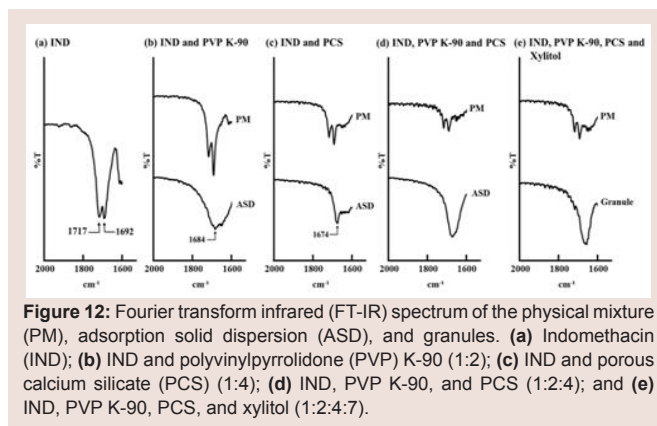 (a) IND
(b) IND and PVP K-90
(c) IND and PCS
(d) IND, PVP K-90 and PCS
(e) IND, PVP K-90, PCS and
Xylitol
%T
1717
1692
2000 1800 1600
cm-1
%T
PM
ASD
1684
2000 1800 1600
cm-1
%T
PM
ASD
1674
2000 1800 1600
cm-1
%T
PM
ASD
2000 1800 1600
cm-1
%T
PM
Granule
2000 1800 1600
cm-1
Figure 12: Fourier transform infrared (FT-IR) spectrum of the physical mixture
(PM), adsorption solid dispersion (ASD), and granules. (a) Indomethacin
(IND); (b) IND and polyvinylpyrrolidone (PVP) K-90 (1:2); (c) IND and porous
calcium silicate (PCS) (1:4); (d) IND, PVP K-90, and PCS (1:2:4); and (e)
IND, PVP K-90, PCS, and xylitol (1:2:4:7).